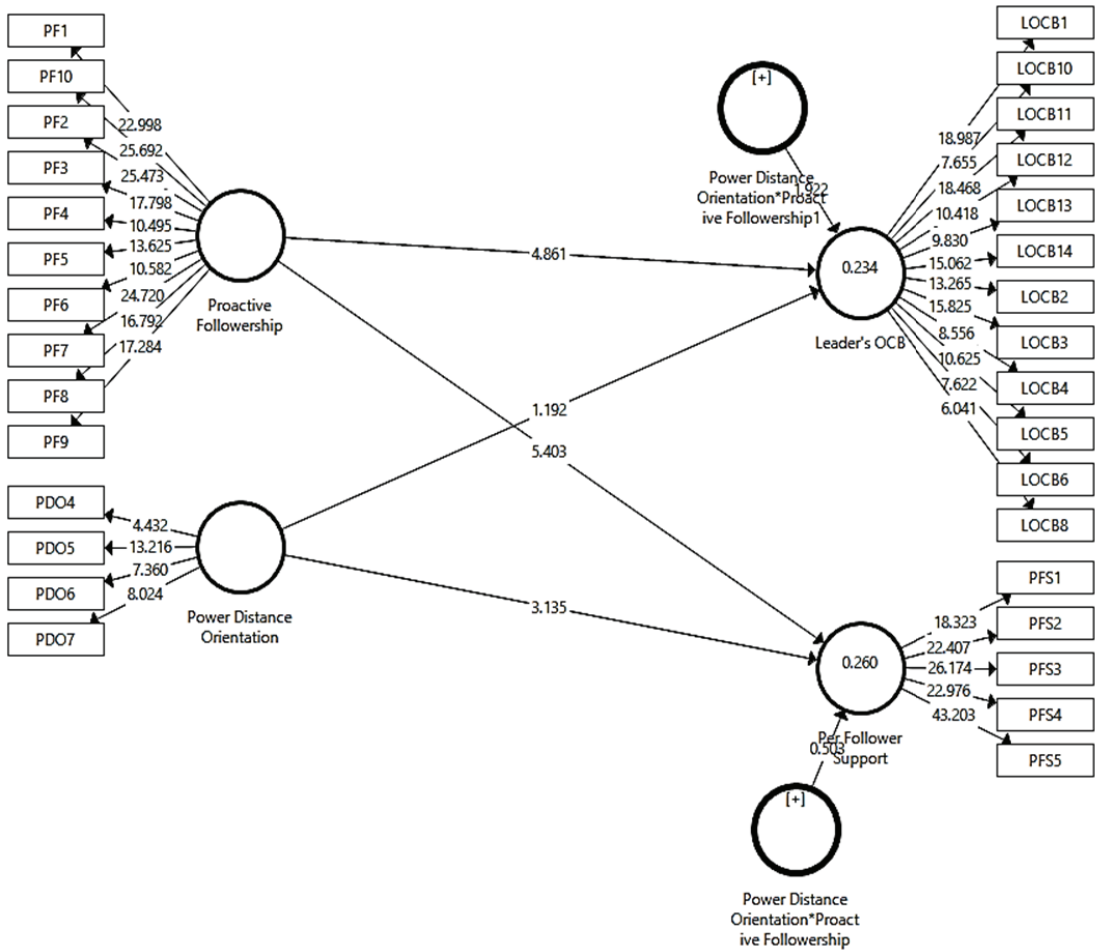 PF1
PF10
PF2
PF3
PF4
PF5
PF6
PF7
PF8
PF9
22.998
25.692
25.473
17.798
10.495
13.625
10.582
24.720
16.792
17.284
Proactive
Followership
PDO4
PDO5
PDO6
PDO7
4.432
13.216
7.360
8.024
Power Distance
Orientation
4.861
1.192
5.403
3.135
[+]
Power Distance
Orientation*Proact
ive Followership1
1.922
0.234
Leader's OCB
18.987
7.655
18.468
10.418
9.830
15.062
13.265
15.825
8.556
10.625
7.622
6.041
LOCB1
LOCB10
LOCB11
LOCB12
LOCB13
LOCB14
LOCB2
LOCB3
LOCB4
LOCB5
LOCB6
LOCB8
0.260
Per Follower
Support
0.503
18.323
22.407
26.174
22.976
43.203
PFS1
PFS2
PFS3
PFS4
PFS5
[+]
Power Distance
Orientation*Proact
ive Followership